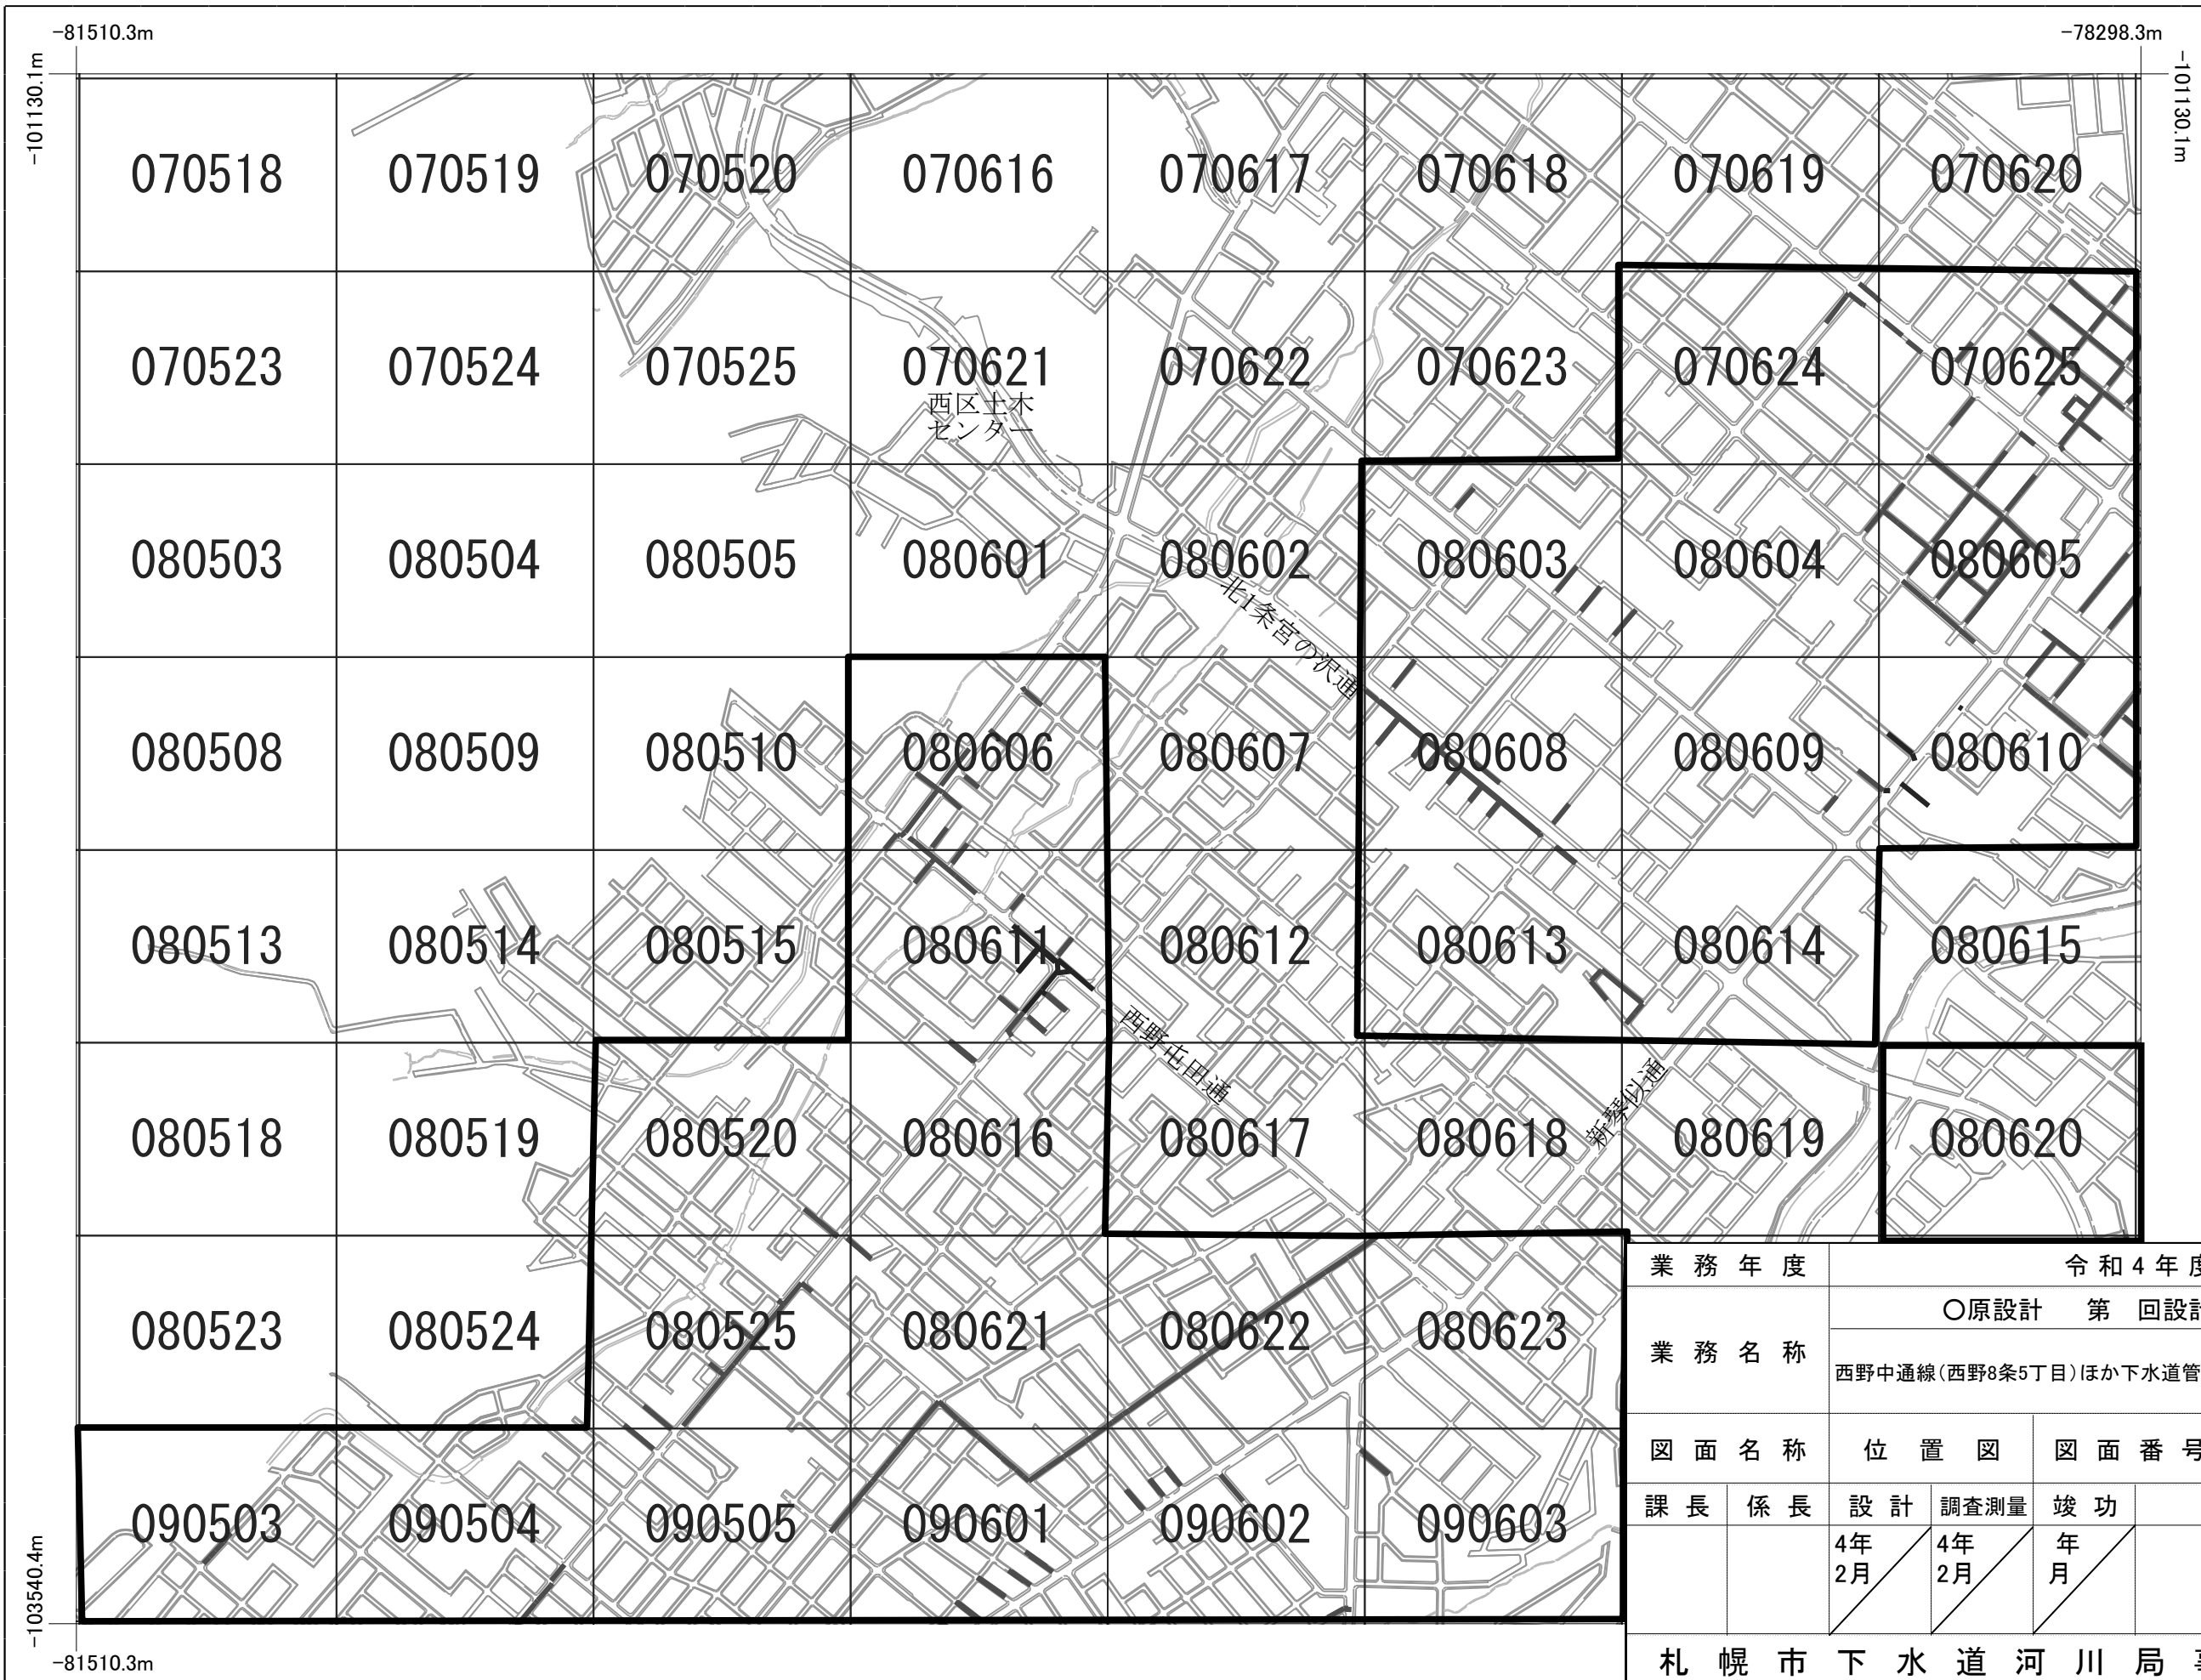 -81510.3m
-78298.3m
-101130.1m
-101130.1m
070518 070519 070520 070616 070617 070618 070619 070620
070523 070524 070525 070621 070622 070623 070624 070625
西区土木
センター
080503 080504 080505 080601 080602 080603 080604 080605
北1条宮の沢通
080508 080509 080510 080606 080607 080608 080609 080610
080513 080514 080515 080611 080612 080613 080614 080615
西野屯田通
新琴似通
080518 080519 080520 080616 080617 080618 080619 080620
080523 080524 080525 080621 080622 080623
090503 090504 090505 090601 090602 090603
-103540.4m
-81510.3m
業務年度 令和4年度
業務名称 〇原設計 第 回設計
西野中通線(西野8条5丁目)ほか下水道管
図面名称 位置図 図面番号
課長 係長 設計 調査測量 竣功
4年 4年 年
2月 2月 月
札幌市下水道河川局